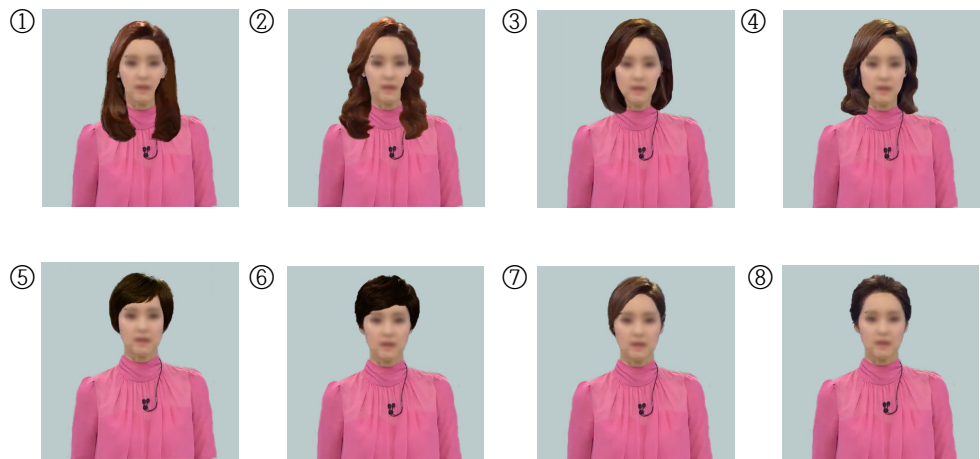 ① ② ③ ④
⑤ ⑥ ⑦ ⑧